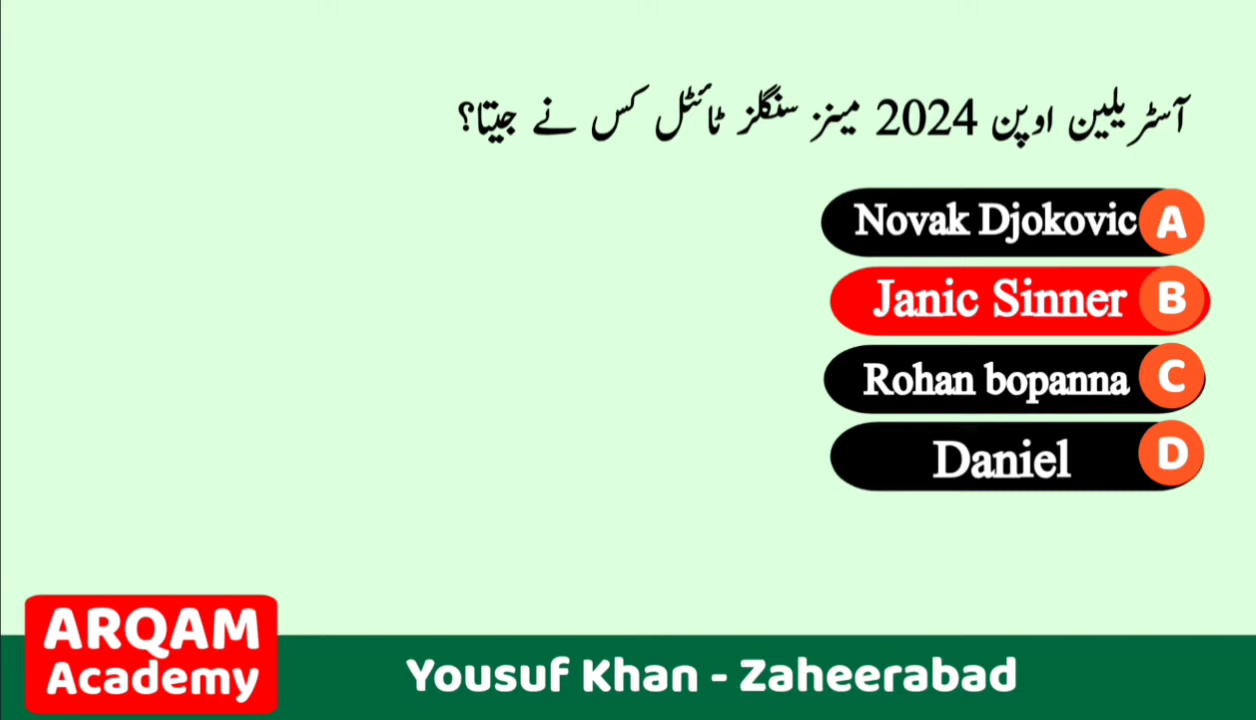 آسٹریلین اوپن 2024 مینز سنگلز ٹائٹل کس نے جیتا؟
Novak Djokovic A
Janic Sinner B
Rohan bopanna C
Daniel D
ARQAM
Academy
Yousuf Khan - Zaheerabad